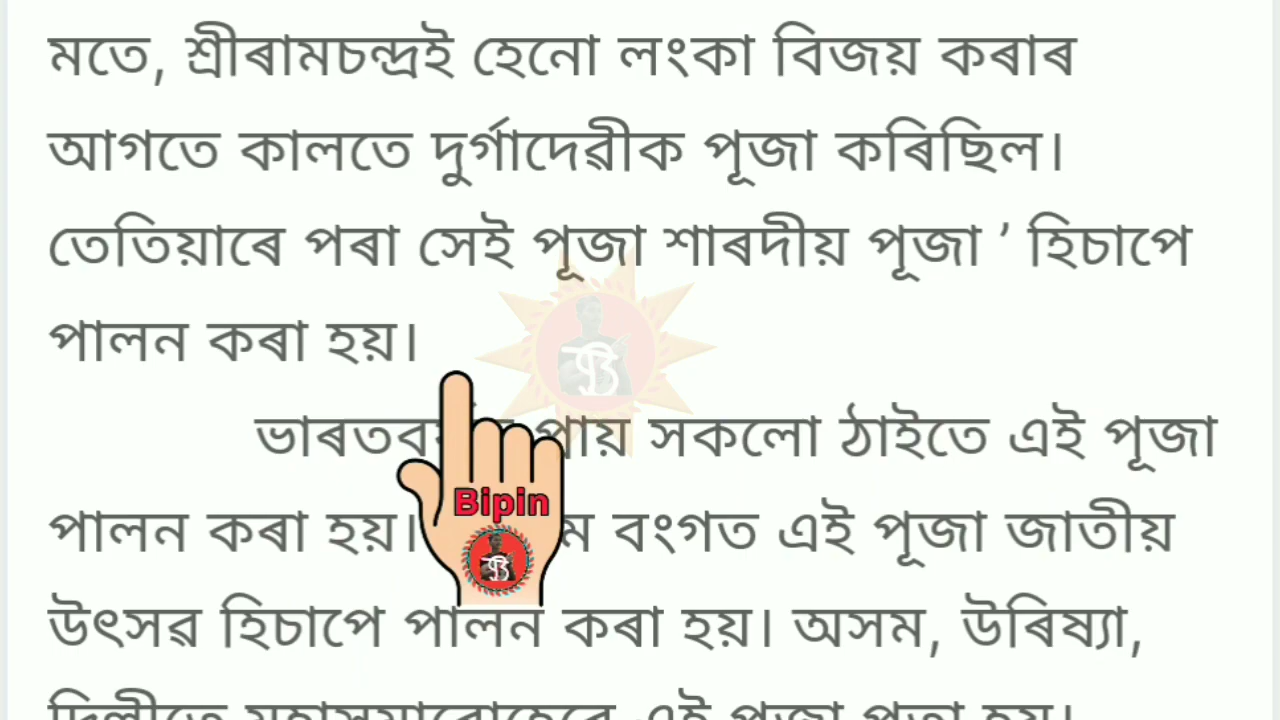 মতে, শ্ৰীৰামচন্দ্ৰই হেনো লংকা বিজয় কৰাৰ
আগতে কালতে দুৰ্গাদেৱীক পূজা কৰিছিল।
তেতিয়াৰে পৰা সেই পূজা শাৰদীয় পূজা ’ হিচাপে
পালন কৰা হয়।
প্ৰায় সকলো ঠাইতে এই পূজা
পালন কৰা হয়। বংগত এই পূজা জাতীয়
Bipin
উৎসৱ হিচাপে পালন কৰা হয়। অসম, উৰিষ্যা,